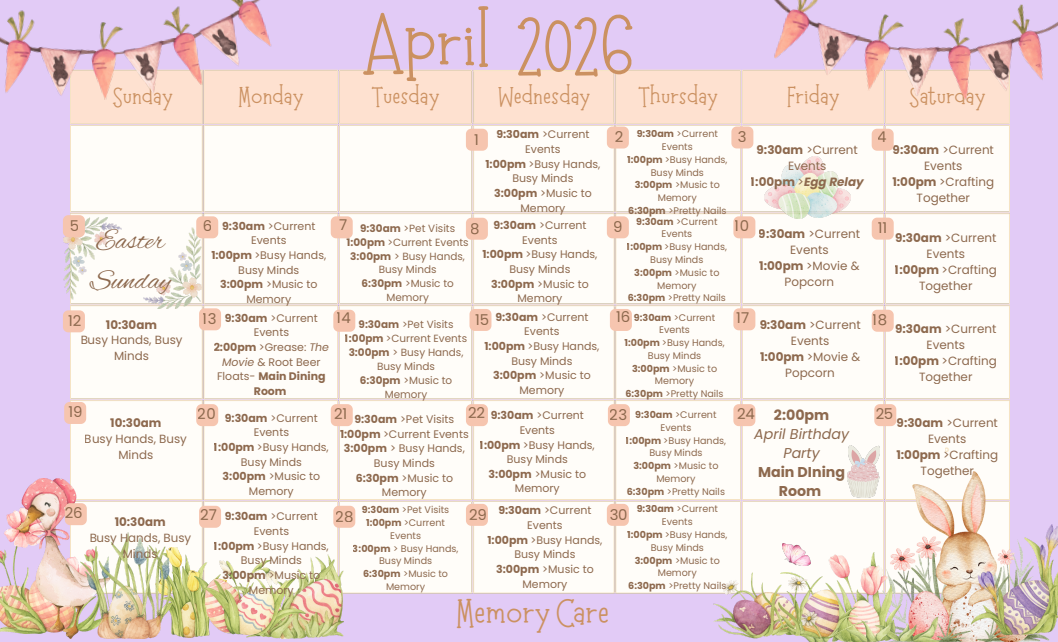 April 2026
Sunday Monday Tuesday Wednesday Thursday Friday Saturday
1
9:30am >Current
Events
1:00pm >Busy Hands,
Busy Minds
3:00pm >Music to
Memory
2
9:30am >Current
Events
1:00pm >Busy Hands,
Busy Minds
3:00pm >Music to
Memory
6:30pm >Pretty Nails
3
9:30am >Current
Events
1:00pm >Egg Relay
4
9:30am >Current
Events
1:00pm >Crafting
Together
5
Easter
Sunday
6
9:30am >Current
Events
1:00pm >Busy Hands,
Busy Minds
3:00pm >Music to
Memory
7
9:30am >Pet Visits
1:00pm >Current Events
3:00pm > Busy Hands,
Busy Minds
6:30pm >Music to
Memory
8
9:30am >Current
Events
1:00pm >Busy Hands,
Busy Minds
3:00pm >Music to
Memory
9
9:30am >Current
Events
1:00pm >Busy Hands,
Busy Minds
3:00pm >Music to
Memory
6:30pm >Pretty Nails
10
9:30am >Current
Events
1:00pm >Movie &
Popcorn
11
9:30am >Current
Events
1:00pm >Crafting
Together
12
10:30am
Busy Hands, Busy
Minds
13
9:30am >Current
Events
2:00pm >Grease: The
Movie & Root Beer
Floats- Main Dining
Room
14
9:30am >Pet Visits
1:00pm >Current Events
3:00pm > Busy Hands,
Busy Minds
6:30pm >Music to
Memory
15
9:30am >Current
Events
1:00pm >Busy Hands,
Busy Minds
3:00pm >Music to
Memory
16
9:30am >Current
Events
1:00pm >Busy Hands,
Busy Minds
3:00pm >Music to
Memory
6:30pm >Pretty Nails
17
9:30am >Current
Events
1:00pm >Movie &
Popcorn
18
9:30am >Current
Events
1:00pm >Crafting
Together
19
10:30am
Busy Hands, Busy
Minds
20
9:30am >Current
Events
1:00pm >Busy Hands,
Busy Minds
3:00pm >Music to
Memory
21
9:30am >Pet Visits
1:00pm >Current Events
3:00pm > Busy Hands,
Busy Minds
6:30pm >Music to
Memory
22
9:30am >Current
Events
1:00pm >Busy Hands,
Busy Minds
3:00pm >Music to
Memory
23
9:30am >Current
Events
1:00pm >Busy Hands,
Busy Minds
3:00pm >Music to
Memory
6:30pm >Pretty Nails
24
2:00pm
April Birthday
Party
Main DIning
Room
25
9:30am >Current
Events
1:00pm >Crafting
Together
26
10:30am
Busy Hands, Busy
Minds
27
9:30am >Current
Events
1:00pm >Busy Hands,
Busy Minds
3:00pm >Music to
Memory
28
9:30am >Pet Visits
1:00pm >Current
Events
3:00pm > Busy Hands,
Busy Minds
6:30pm >Music to
Memory
29
9:30am >Current
Events
1:00pm >Busy Hands,
Busy Minds
3:00pm >Music to
Memory
30
9:30am >Current
Events
1:00pm >Busy Hands,
Busy Minds
3:00pm >Music to
Memory
6:30pm >Pretty Nails
Memory Care